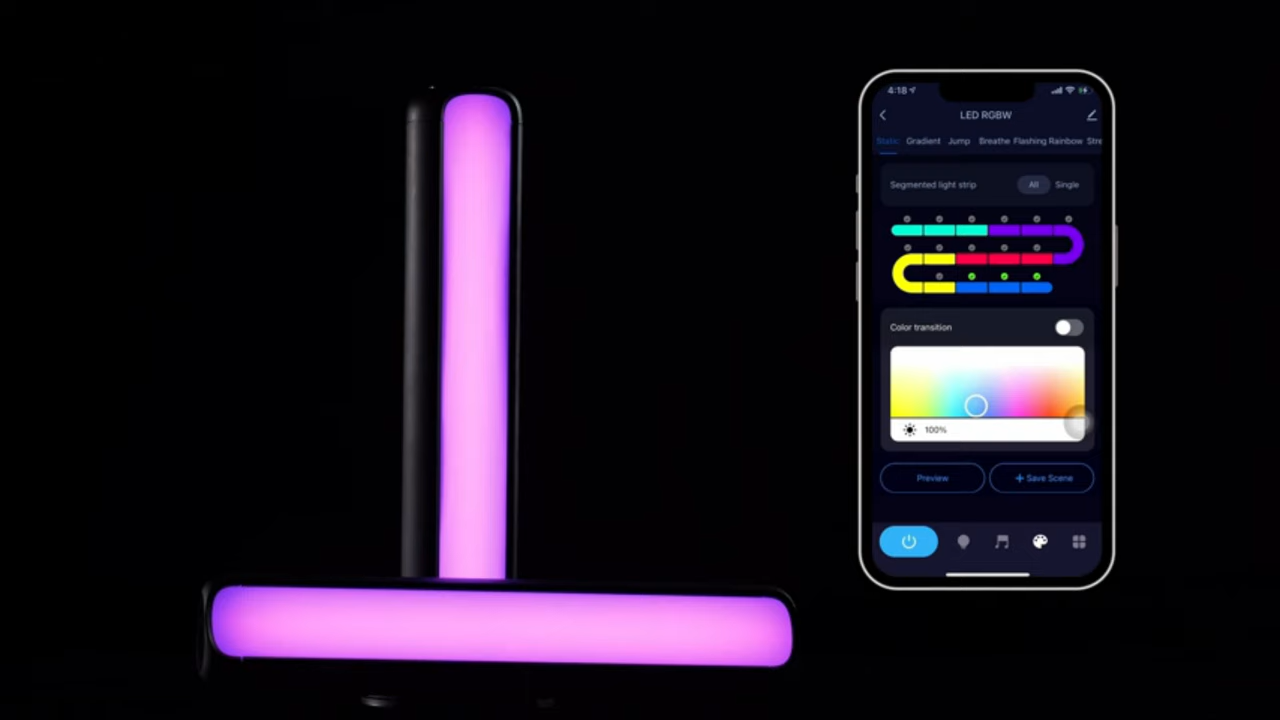 4:18
LED RGBW
Static Gradient Jump Breathe Flashing Rainbow Stre
Segmented light strip All Single
Color transition
100%
Preview + Save Scene